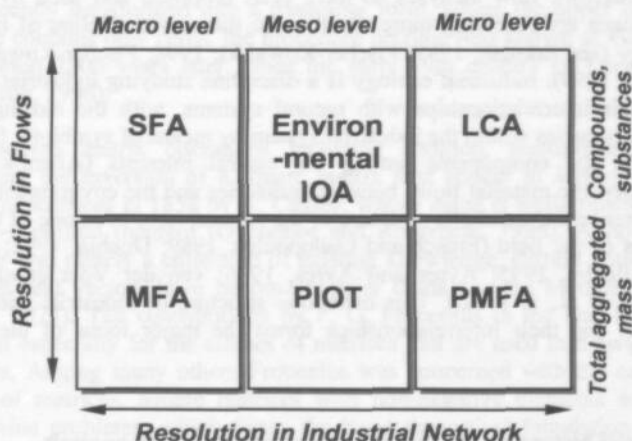 Macro level Meso level Micro level
SFA
Environ
-mental
IOA
LCA
MFA
PIOT
PMFA
Resolution in Flows
Compounds,
substances
Total aggregated
mass
Resolution in Industrial Network